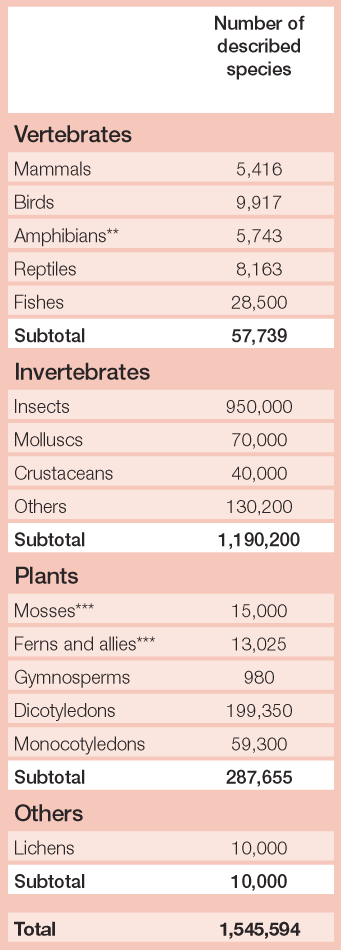 Number of
described
species
Vertebrates
Mammals 5,416
Birds 9,917
Amphibians** 5,743
Reptiles 8,163
Fishes 28,500
Subtotal 57,739
Invertebrates
Insects 950,000
Molluscs 70,000
Crustaceans 40,000
Others 130,200
Subtotal 1,190,200
Plants
Mosses*** 15,000
Ferns and allies*** 13,025
Gymnosperms 980
Dicotyledons 199,350
Monocotyledons 59,300
Subtotal 287,655
Others
Lichens 10,000
Subtotal 10,000
Total 1,545,594